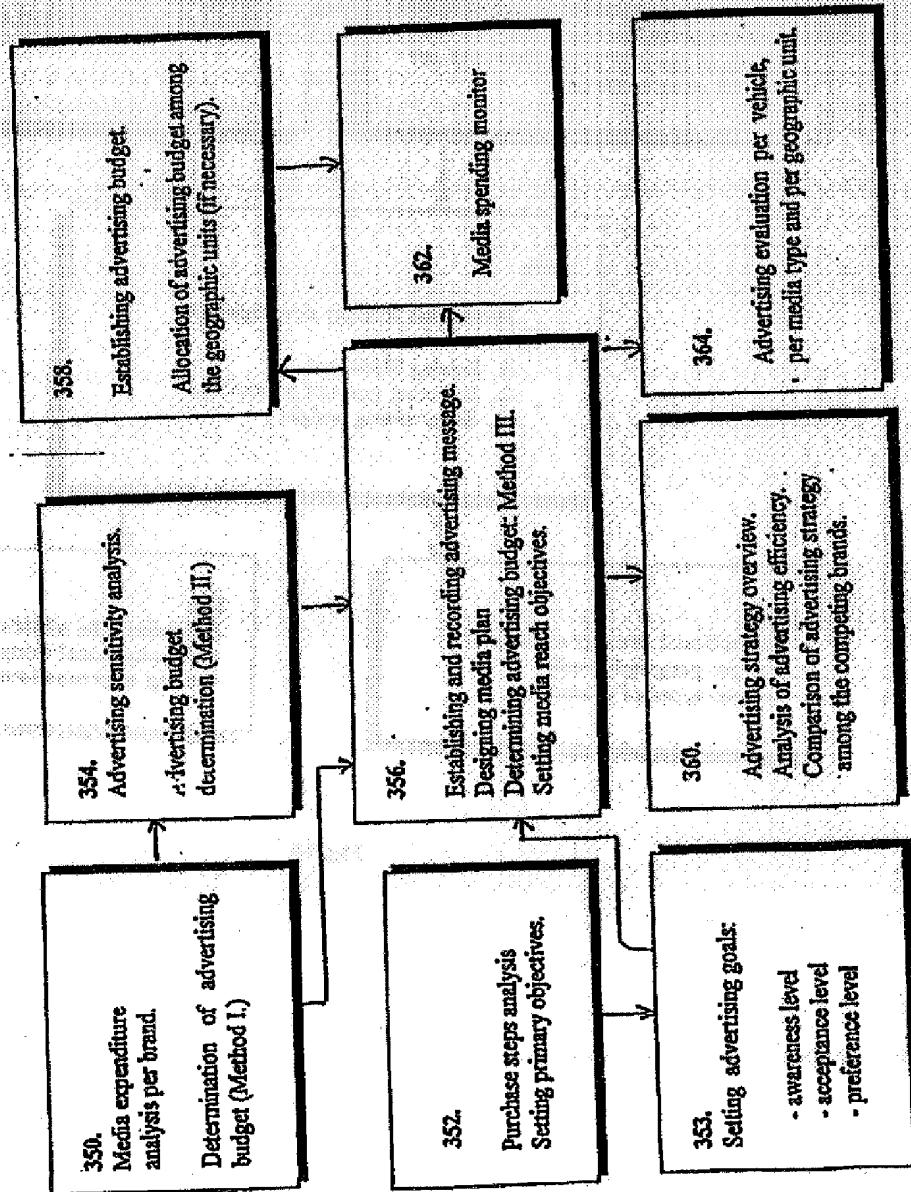 350.
Media expenditure
analysis per brand.
Determination of advertising
budget (Method I.)
352.
Purchase steps analysis
Setting primary objectives.
353.
Setting advertising goals:
- awareness level
- acceptance level
- preference level
354.
Advertising sensitivity analysis.
Advertising budget
determination (Method II.)
356.
Establishing and recording advertising message.
Designing media plan
Determining advertising budget: Method III.
Setting media reach objectives.
360.
Advertising strategy overview.
Analysis of advertising efficiency.
Comparison of advertising strategy
among the competing brands.
358.
Establishing advertising budget.
Allocation of advertising budget among
the geographic units (if necessary).
362.
Media spending monitor
364.
Advertising evaluation per vehicle,
per media type and per geographic unit.